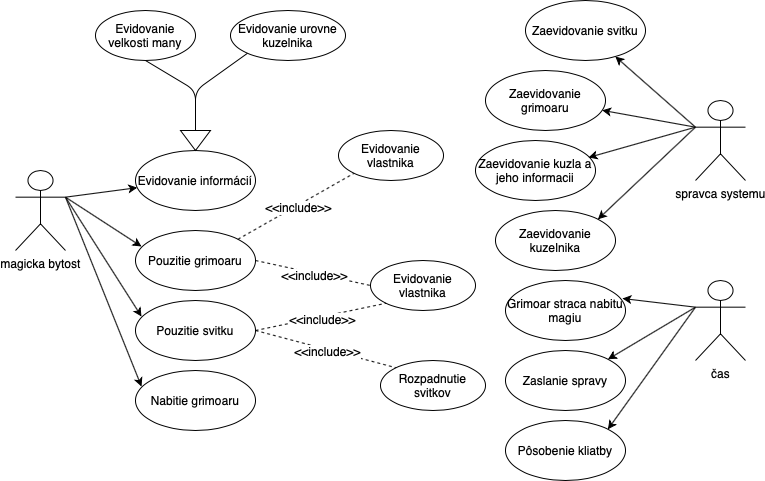 Evidovanie
velkosti many
Evidovanie urovne
kuzelnika
Zaevidovanie svitku
Zaevidovanie
grimoaru
Evidovanie
vlastnika
Zaevidovanie kuzla a
jeho informacii
Evidovanie informácií
spravca systemu
<<include>>
Zaevidovanie
kuzelnika
magicka bytost
Pouzitie grimoaru
<<include>>
Evidovanie
vlastnika
Grimoar straca nabitu
magiu
<<include>>
Pouzitie svitku
<<include>>
čas
Rozpadnutie
svitkov
Zaslanie spravy
Nabitie grimoaru
Pôsobenie kliatby